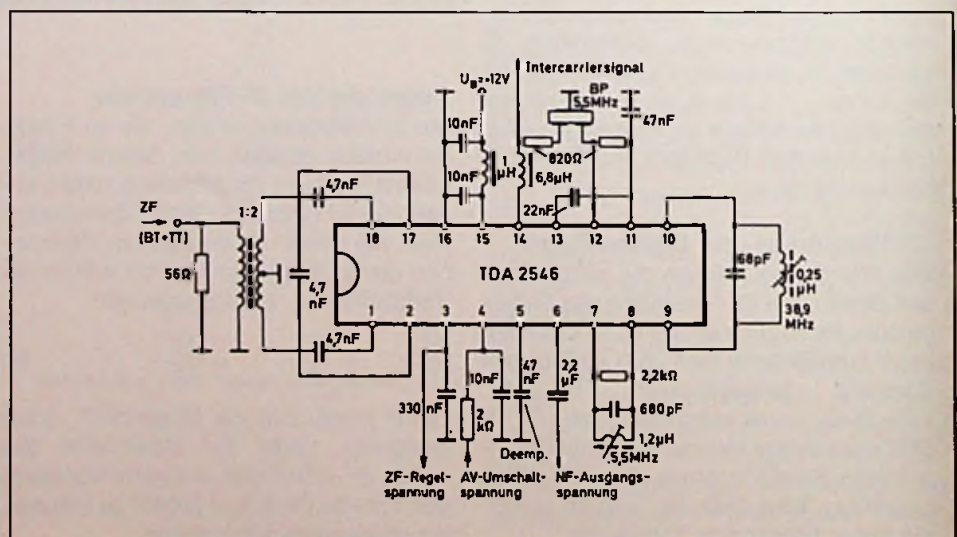 Intercarriersignal
U_B=-12V
BP
5,5MHz
10nF
47nF
820Ω
10nF
1
µH
6,8µH
4,7nF
22nF
ZF
1:2
(BT+TT)
18 17 16 15 14 13 12 11 10
56Ω
4,7
nF
TDA 2546
68pF
0,25
µH
38,9
MHz
1 2 3 4 5 6 7 8 9
4,7nF
330nF
2
kΩ
10nF
47
nF
2,2
µF
2,2kΩ
680pF
1,2µH
5,5MHz
Deemp.
ZF-Regel-
spannung
AV-Umschalt-
spannung
NF-Ausgangs-
spannung